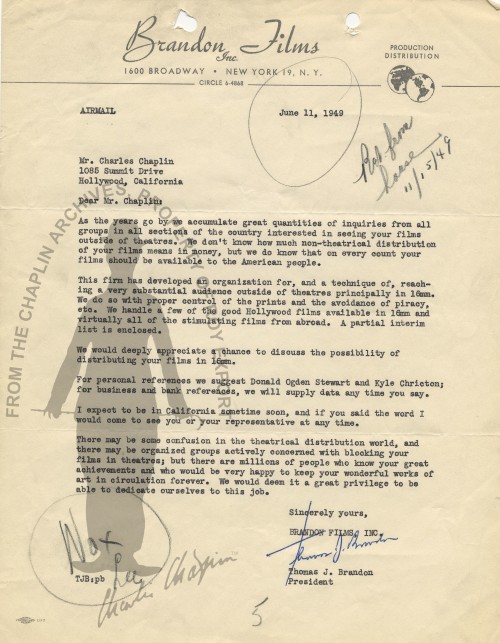 Brandon Films
Inc.
1600 BROADWAY • NEW YORK 19, N. Y.
CIRCLE 6-4868
PRODUCTION
DISTRIBUTION
AIRMAIL
June 11, 1949
Rec'd from
11/15/49
Mr. Charles Chaplin
1085 Summit Drive
Hollywood, California
Dear Mr. Chaplin:
As the years go by we accumulate great quantities of inquiries from all
groups in all sections of the country interested in seeing your films
outside of theatres. We don't know how much non-theatrical distribution
of your films means in money, but we do know that on every count your
films should be available to the American people.
This firm has developed an organization for, and a technique of, reach-
ing a very substantial audience outside of theatres principally in 16mm.
We do so with proper control of the prints and the avoidance of piracy,
etc. We handle a few of the good Hollywood films available in 16mm and
virtually all of the stimulating films from abroad. A partial interim
list is enclosed.
We would deeply appreciate a chance to discuss the possibility of
distributing your films in 16mm.
For personal references we suggest Donald Ogden Stewart and Kyle Chricton;
for business and bank references, we will supply data any time you say.
I expect to be in California sometime soon, and if you said the word I
would come to see you or your representative at any time.
There may be some confusion in the theatrical distribution world, and
there may be organized groups actively concerned with blocking your
films in theatres; but there are millions of people who know your great
achievements and who would be very happy to keep your wonderful works of
art in circulation forever. We would deem it a great privilege to be
able to dedicate ourselves to this job.
Sincerely yours,
BRANDON FILMS, INC
Thomas J. Brandon
Thomas J. Brandon
President
TJB:pb
Charlie Chaplin
5
FROM THE CHAPLIN ARCHIVES, PROPERTY OF ROY EXPORT